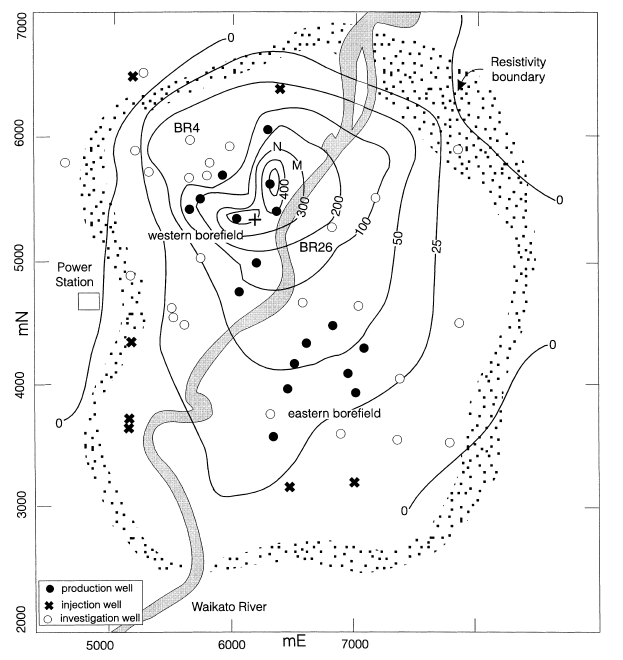 7000
0
Resistivity
boundary
BR4
6000
N
M
400
300
200
100
50
25
0
western borefield
BR26
Power
Station
5000
mN
0
4000
0
eastern borefield
0
3000
production well
injection well
investigation well
Waikato River
2000
5000
6000
mE
7000